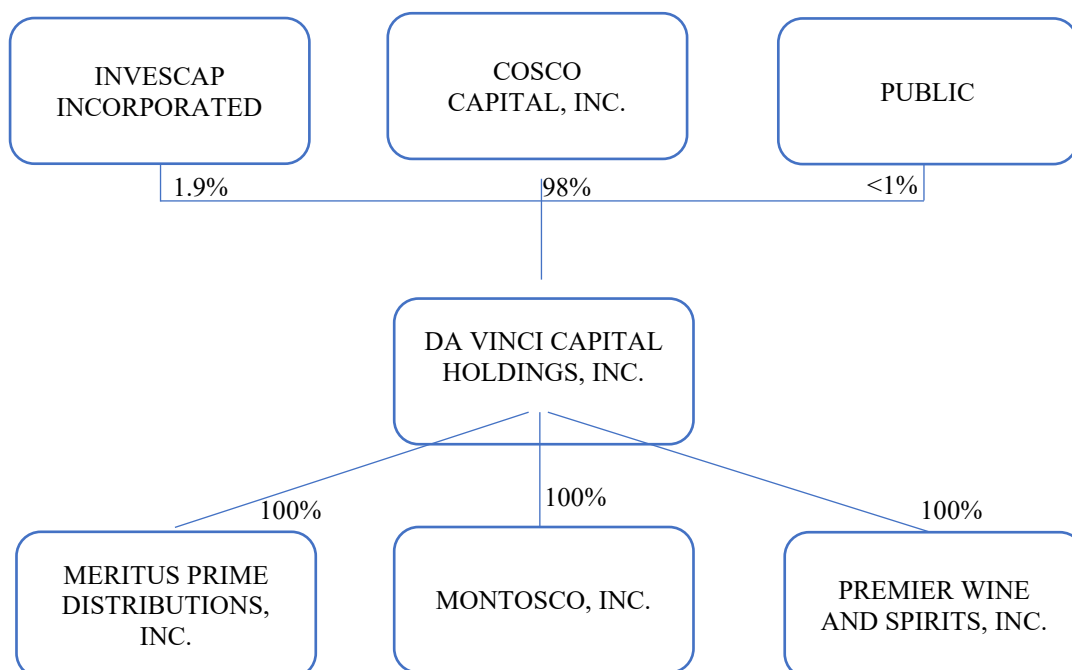 INVESCAP
INCORPORATED
COSCO
CAPITAL, INC.
PUBLIC
1.9%
98%
<1%
DA VINCI CAPITAL
HOLDINGS, INC.
100%
100%
100%
MERITUS PRIME
DISTRIBUTIONS,
INC.
MONTOSCO, INC.
PREMIER WINE
AND SPIRITS, INC.